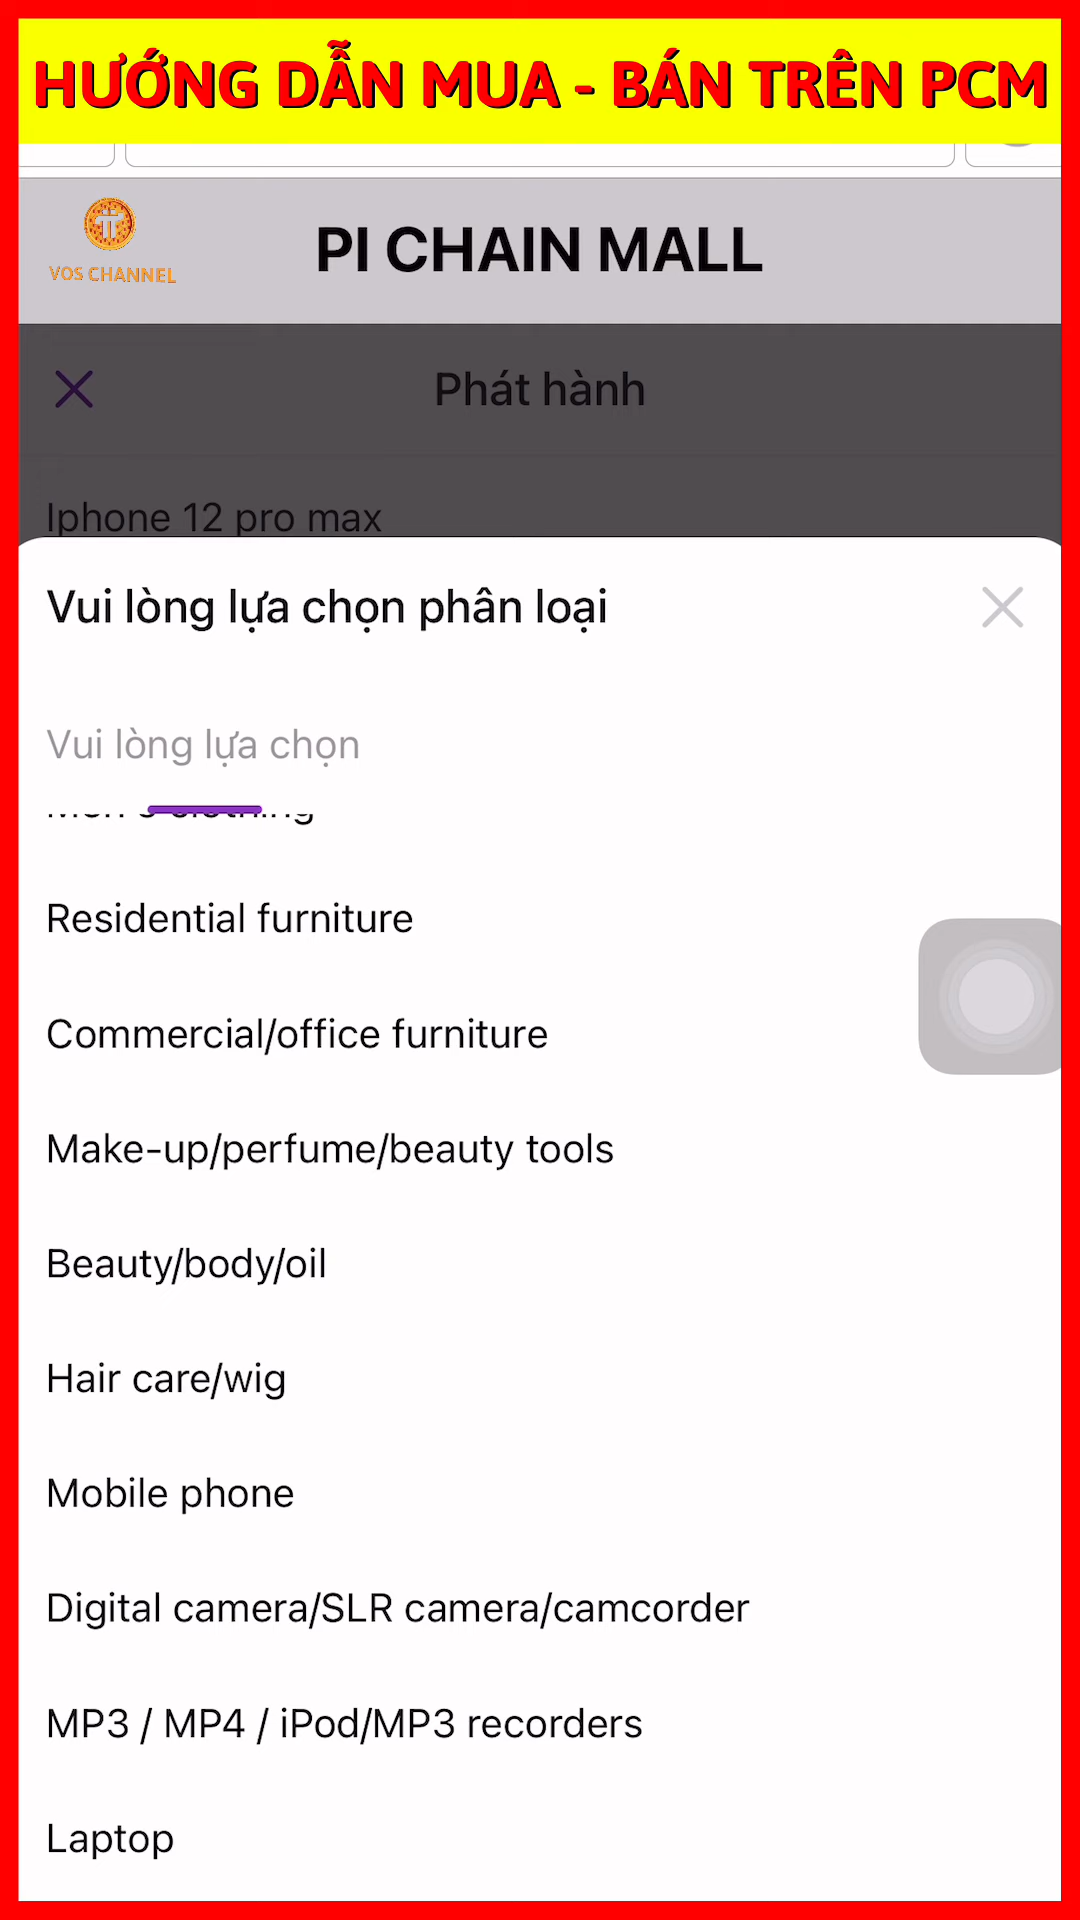 HƯỚNG DẪN MUA - BÁN TRÊN PCM
VOS CHANNEL
PI CHAIN MALL
Phát hành
Iphone 12 pro max
Vui lòng lựa chọn phân loại
Vui lòng lựa chọn
Residential furniture
Commercial/office furniture
Make-up/perfume/beauty tools
Beauty/body/oil
Hair care/wig
Mobile phone
Digital camera/SLR camera/camcorder
MP3 / MP4 / iPod/MP3 recorders
Laptop